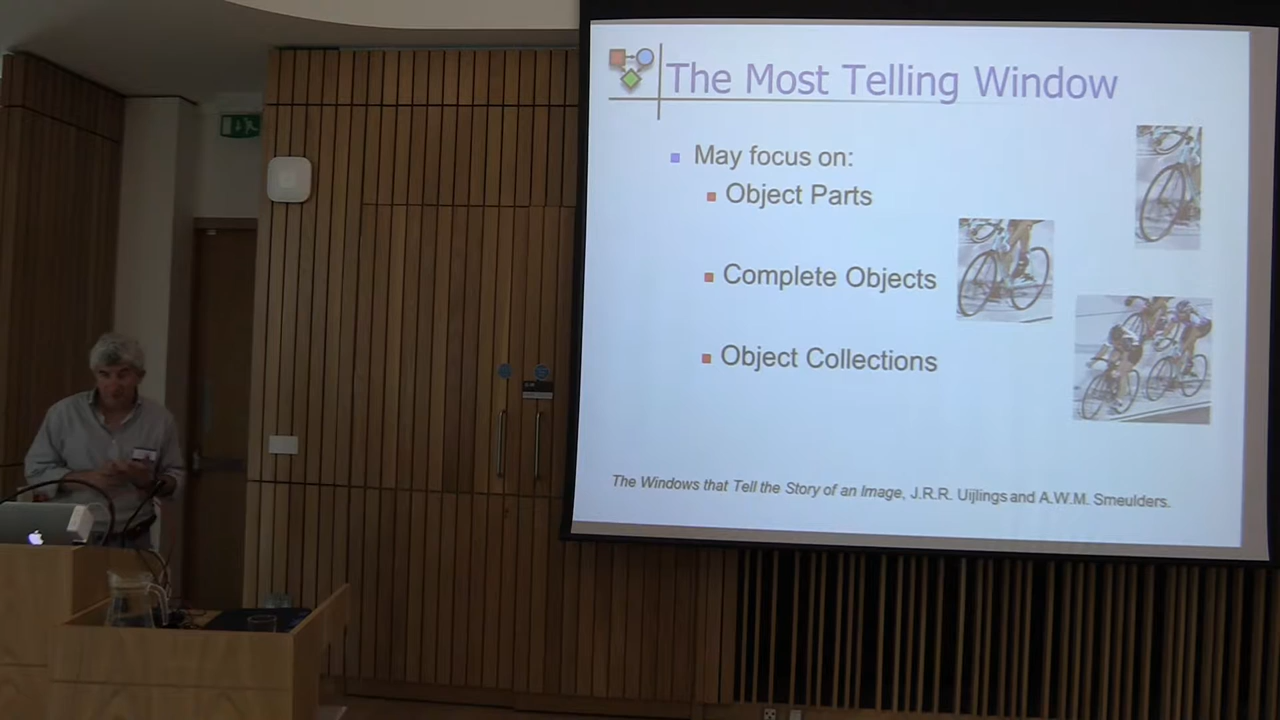 The Most Telling Window
May focus on:
Object Parts
Complete Objects
Object Collections
The Windows that Tell the Story of an Image, J.R.R. Uijlings and A.W.M. Smeulders.